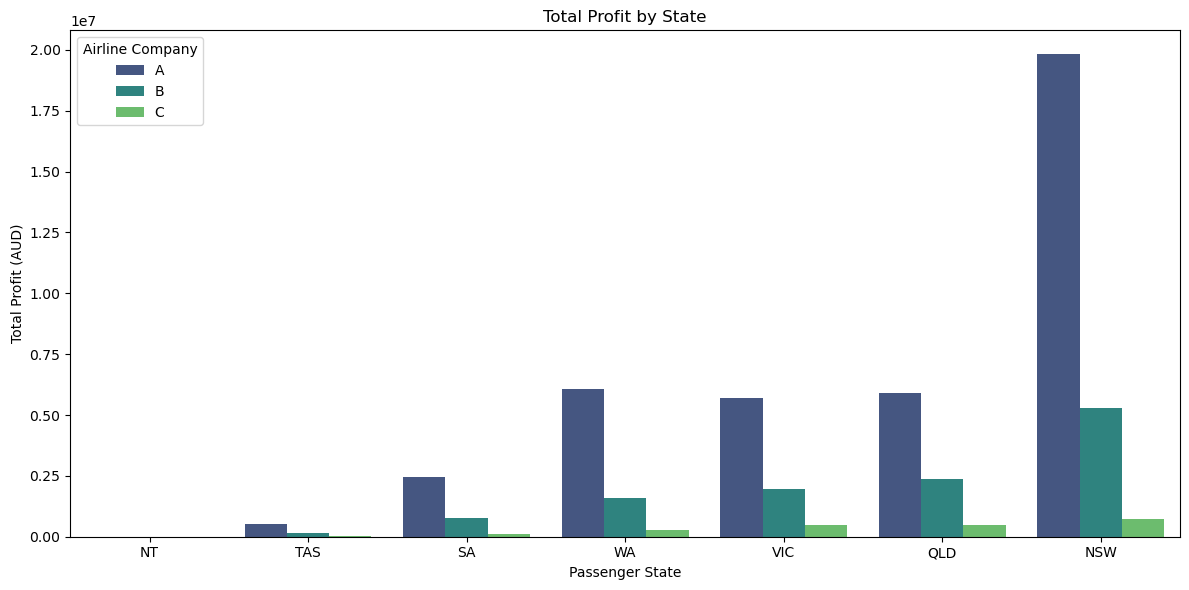 Total Profit by State
1e7
Airline Company
A
B
C
Total Profit (AUD)
2.00
1.75
1.50
1.25
1.00
0.75
0.50
0.25
0.00
NT TAS SA WA VIC QLD NSW
Passenger State